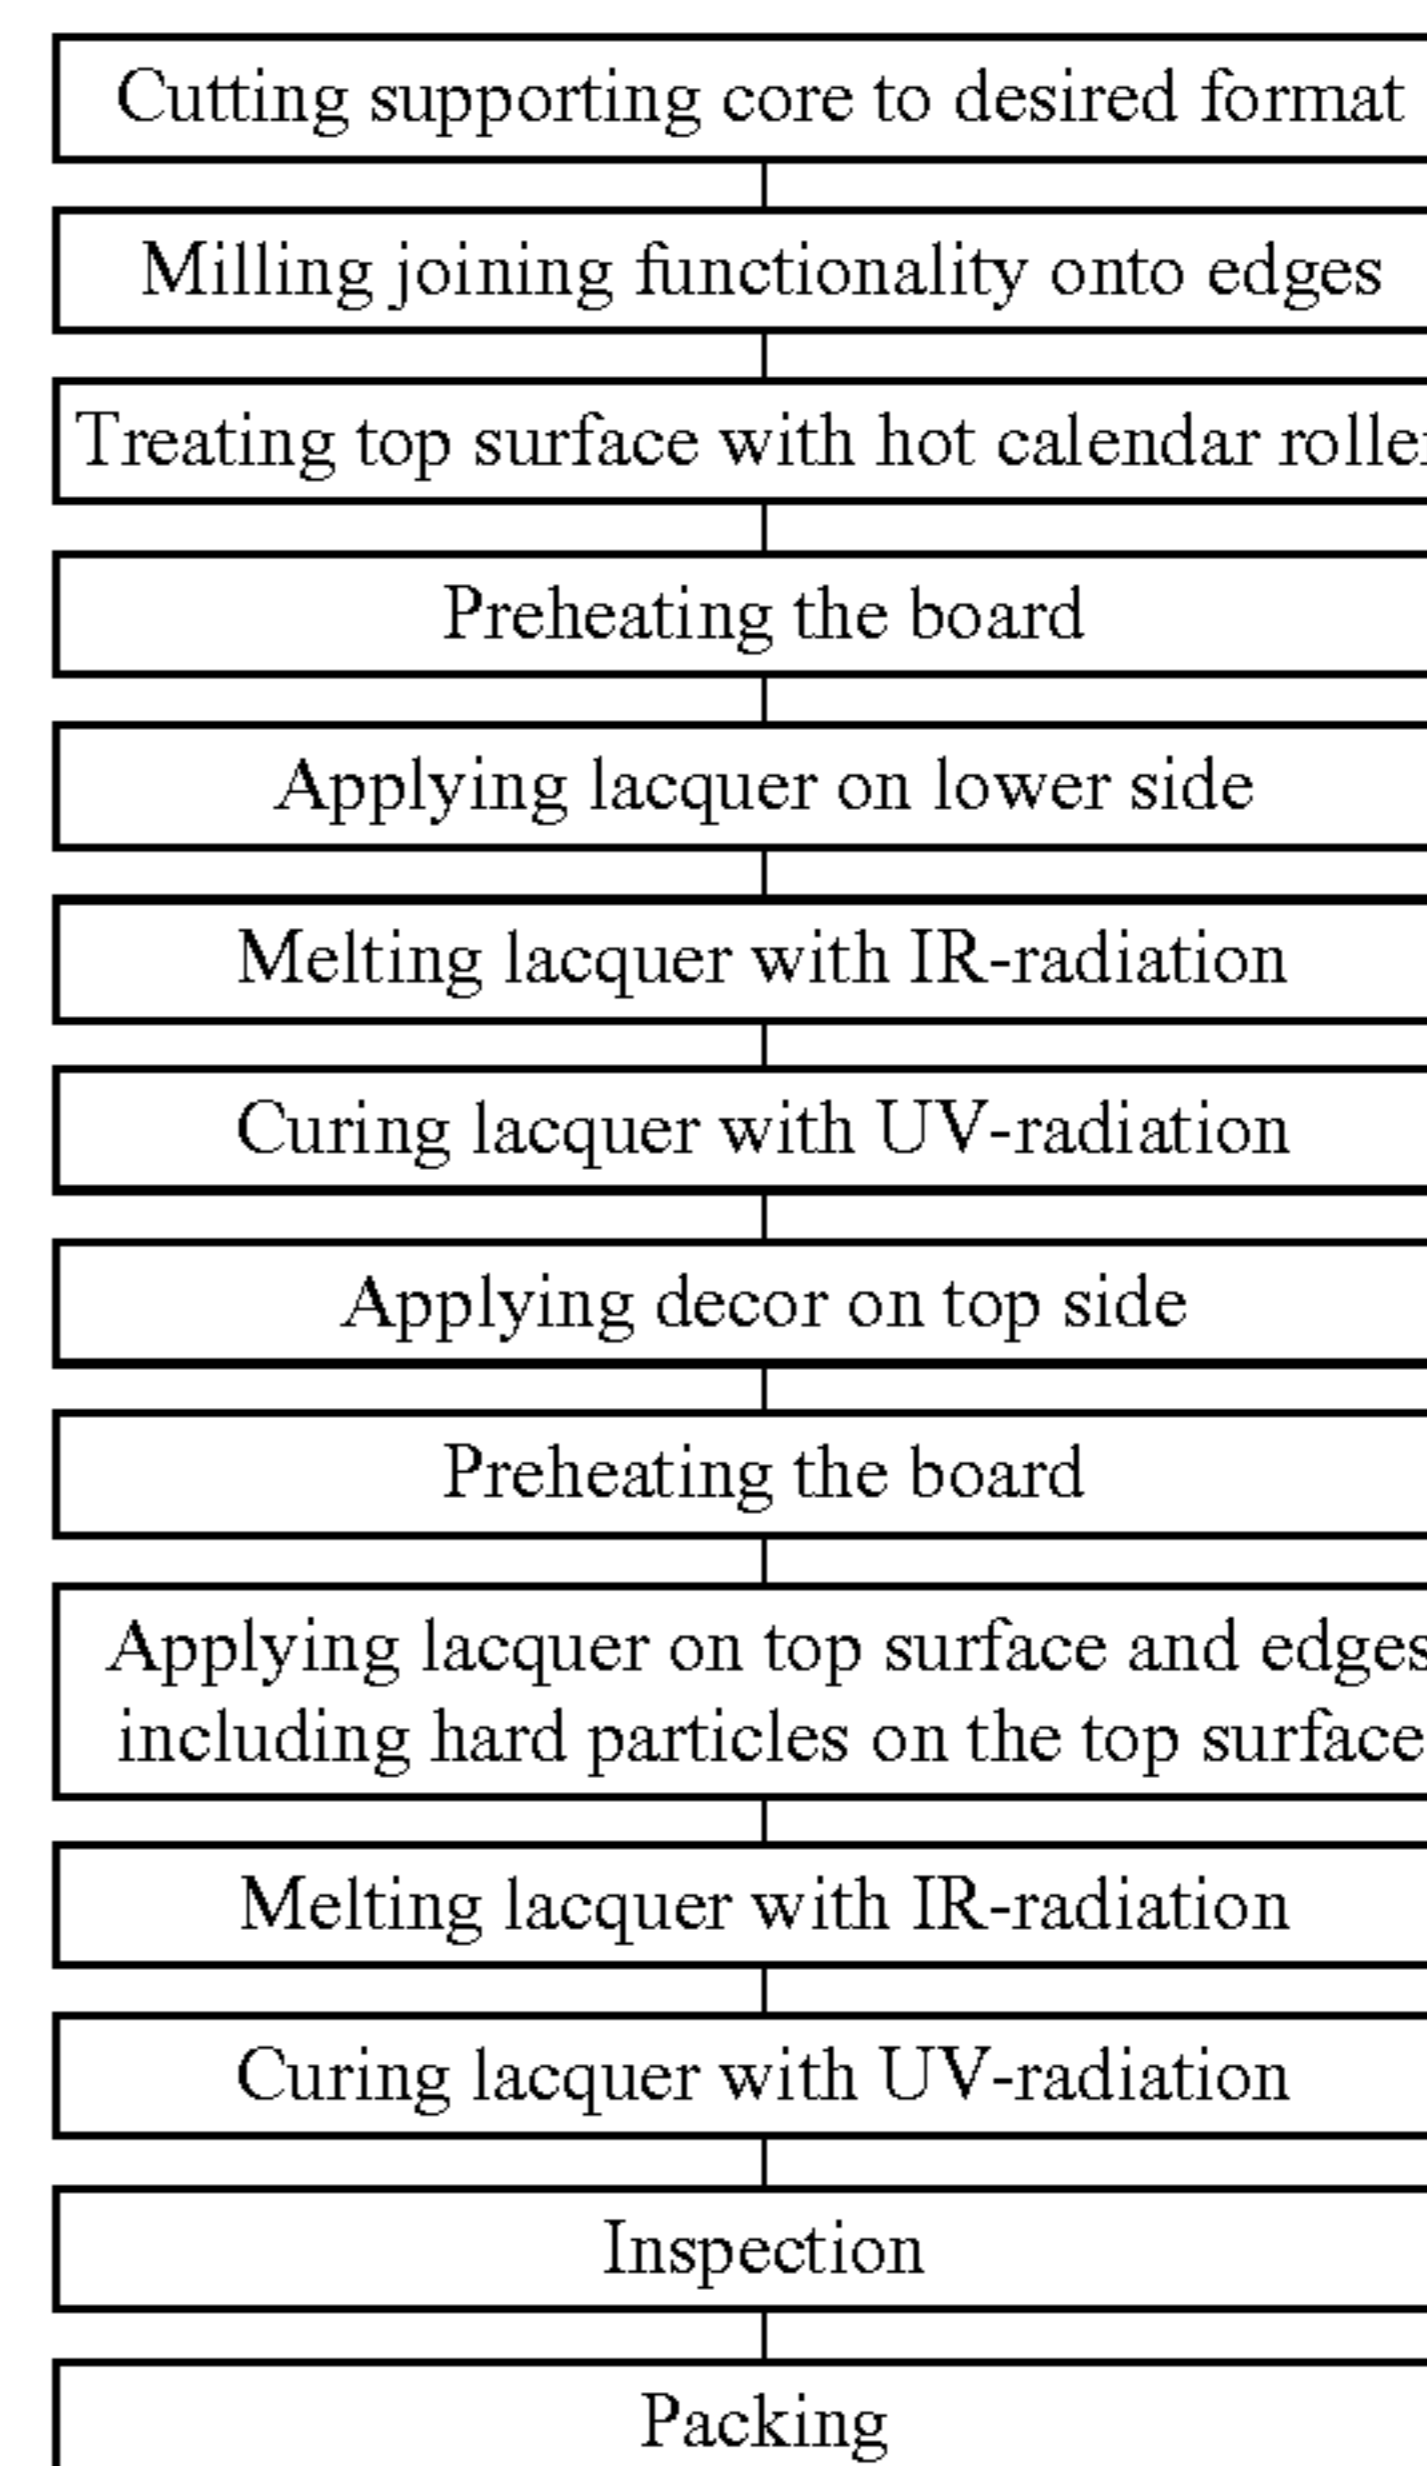 Cutting supporting core to desired format
Milling joining functionality onto edges
Treating top surface with hot calendar roller
Preheating the board
Applying lacquer on lower side
Melting lacquer with IR-radiation
Curing lacquer with UV-radiation
Applying decor on top side
Preheating the board
Applying lacquer on top surface and edges
including hard particles on the top surface
Melting lacquer with IR-radiation
Curing lacquer with UV-radiation
Inspection
Packing